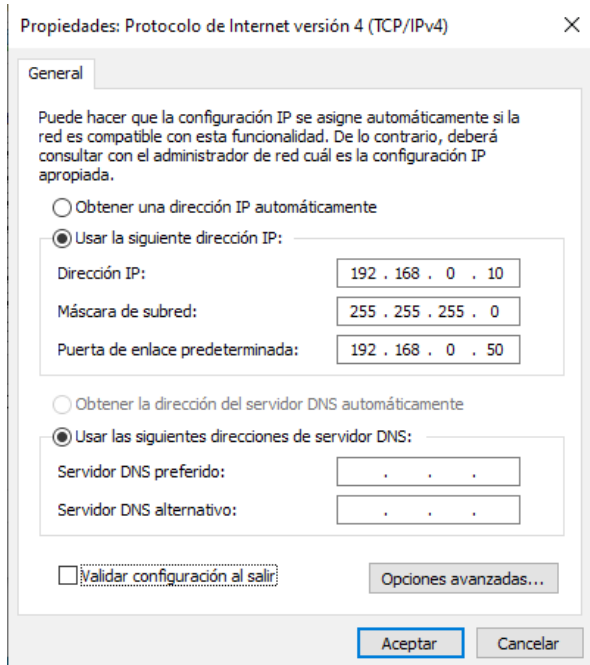 Propiedades: Protocolo de Internet versión 4 (TCP/IPv4)
General
Puede hacer que la configuración IP se asigne automáticamente si la
red es compatible con esta funcionalidad. De lo contrario, deberá
consultar con el administrador de red cuál es la configuración IP
apropiada.
Obtener una dirección IP automáticamente
Usar la siguiente dirección IP:
Dirección IP: 192 . 168 . 0 . 10
Máscara de subred: 255 . 255 . 255 . 0
Puerta de enlace predeterminada: 192 . 168 . 0 . 50
Obtener la dirección del servidor DNS automáticamente
Usar las siguientes direcciones de servidor DNS:
Servidor DNS preferido: . . .
Servidor DNS alternativo: . . .
Validar configuración al salir Opciones avanzadas...
Aceptar Cancelar